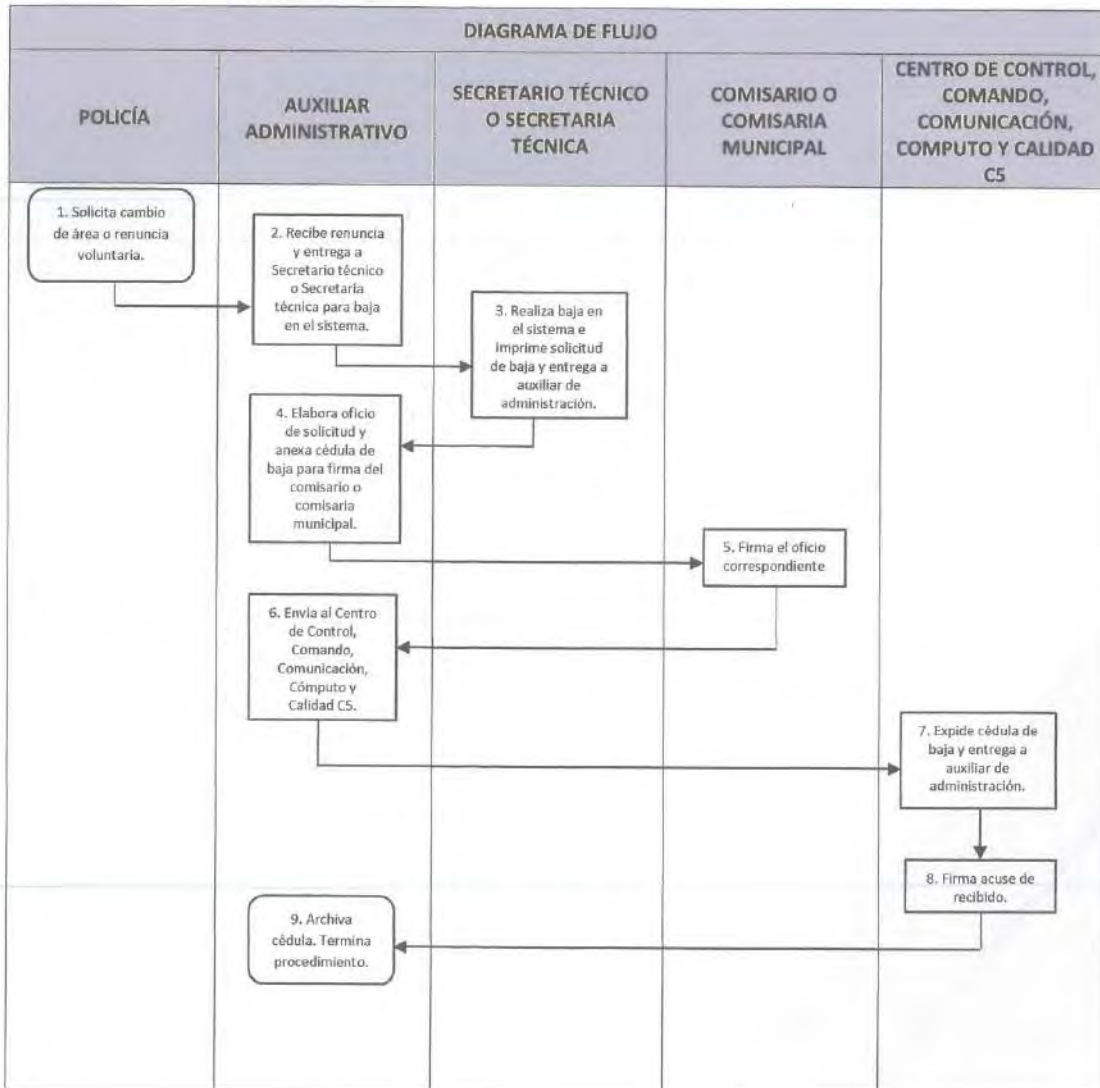 DIAGRAMA DE FLUJO
POLICÍA
AUXILIAR
ADMINISTRATIVO
SECRETARIO TÉCNICO
O SECRETARIA
TÉCNICA
COMISARIO O
COMISARIA
MUNICIPAL
CENTRO DE CONTROL,
COMANDO,
COMUNICACIÓN,
COMPUTO Y CALIDAD
C5
1. Solicita cambio
de área o renuncia
voluntaria.
2. Recibe renuncia
y entrega a
Secretario técnico
o Secretaria
técnica para baja
en el sistema.
3. Realiza baja en
el sistema e
imprime solicitud
de baja y entrega a
auxiliar de
administración.
4. Elabora oficio
de solicitud y
anexa cédula de
baja para firma del
comisario o
comisaria
municipal.
5. Firma el oficio
correspondiente
6. Envia al Centro
de Control,
Comando,
Comunicación,
Cómputo y
Calidad C5.
7. Expide cédula de
baja y entrega a
auxiliar de
administración.
8. Firma acuse de
recibido.
9. Archiva
cédula. Termina
procedimiento.